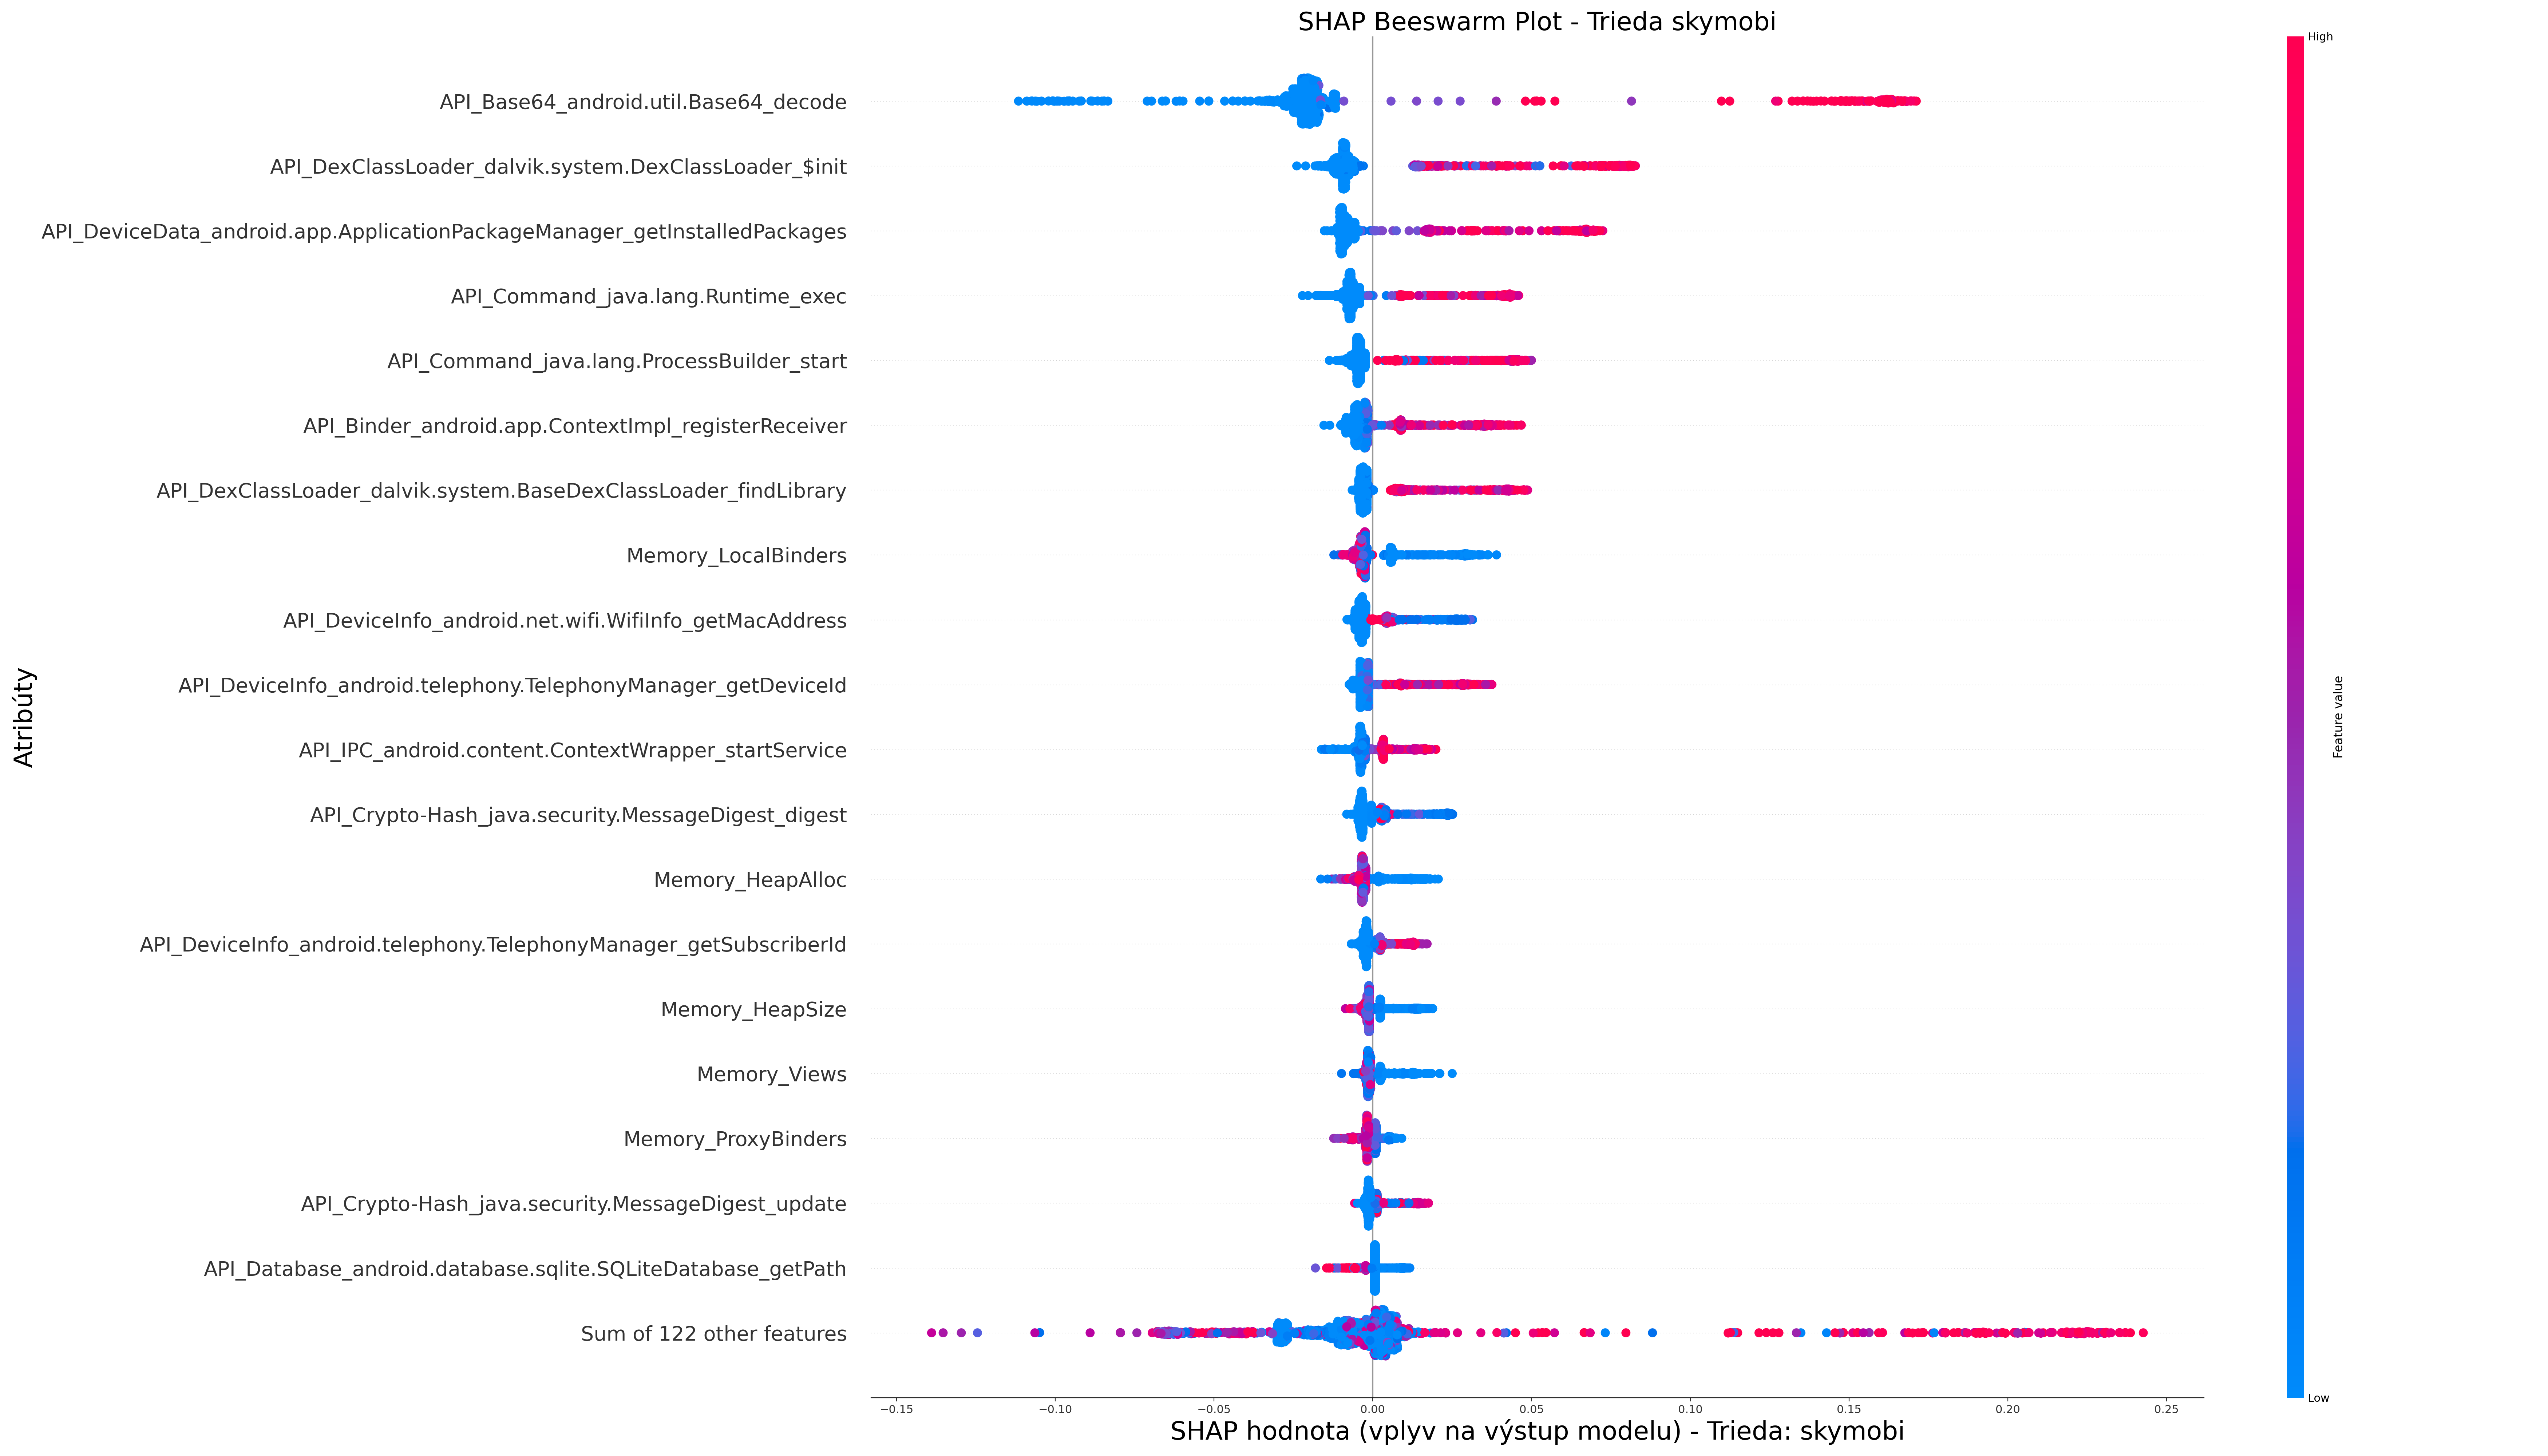 SHAP Beeswarm Plot - Trieda skymobi
High
API_Base64_android.util.Base64_decode
API_DexClassLoader_dalvik.system.DexClassLoader_$init
API_DeviceData_android.app.ApplicationPackageManager_getInstalledPackages
API_Command_java.lang.Runtime_exec
API_Command_java.lang.ProcessBuilder_start
API_Binder_android.app.ContextImpl_registerReceiver
API_DexClassLoader_dalvik.system.BaseDexClassLoader_findLibrary
Memory_LocalBinders
API_DeviceInfo_android.net.wifi.WifiInfo_getMacAddress
API_DeviceInfo_android.telephony.TelephonyManager_getDeviceId
API_IPC_android.content.ContextWrapper_startService
API_Crypto-Hash_java.security.MessageDigest_digest
Memory_HeapAlloc
API_DeviceInfo_android.telephony.TelephonyManager_getSubscriberId
Memory_HeapSize
Memory_Views
Memory_ProxyBinders
API_Crypto-Hash_java.security.MessageDigest_update
API_Database_android.database.sqlite.SQLiteDatabase_getPath
Sum of 122 other features
Atribúty
Feature value
Low
−0.15 −0.10 −0.05 0.00 0.05 0.10 0.15 0.20 0.25
SHAP hodnota (vplyv na výstup modelu) - Trieda: skymobi